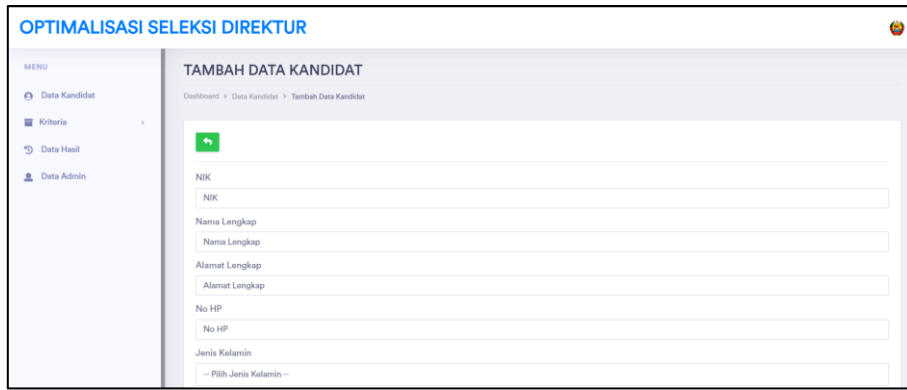 OPTIMALISASI SELEKSI DIREKTUR
MENU
Data Kandidat
Kriteria
Data Hasil
Data Admin
TAMBAH DATA KANDIDAT
Dashboard > Data Kandidat > Tambah Data Kandidat
NIK
NIK
Nama Lengkap
Nama Lengkap
Alamat Lengkap
Alamat Lengkap
No HP
No HP
Jenis Kelamin
-- Pilih Jenis Kelamin --